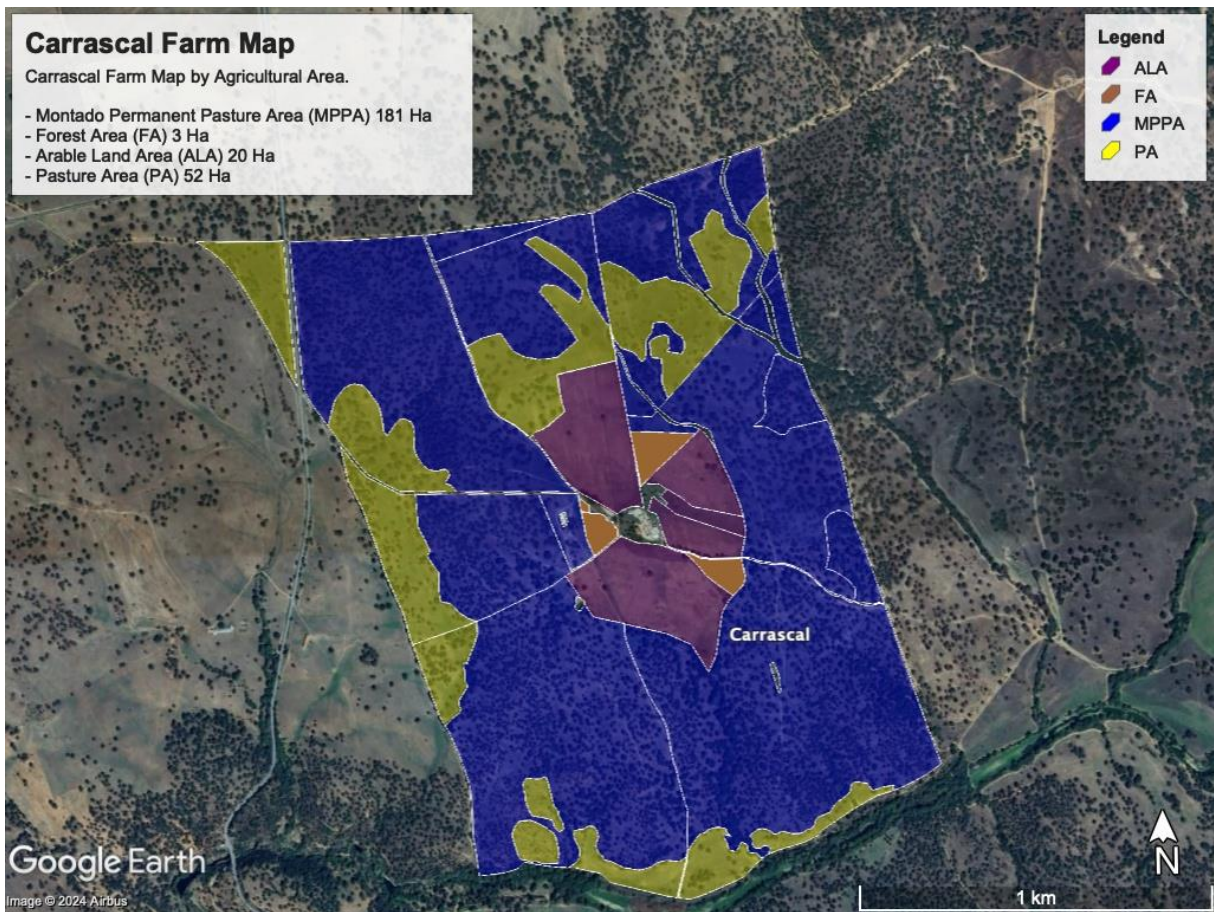 Carrascal Farm Map
Carrascal Farm Map by Agricultural Area.
- Montado Permanent Pasture Area (MPPA) 181 Ha
- Forest Area (FA) 3 Ha
- Arable Land Area (ALA) 20 Ha
- Pasture Area (PA) 52 Ha
Legend
ALA
FA
MPPA
PA
Carrascal
Google Earth
Image © 2024 Airbus
N
1 km